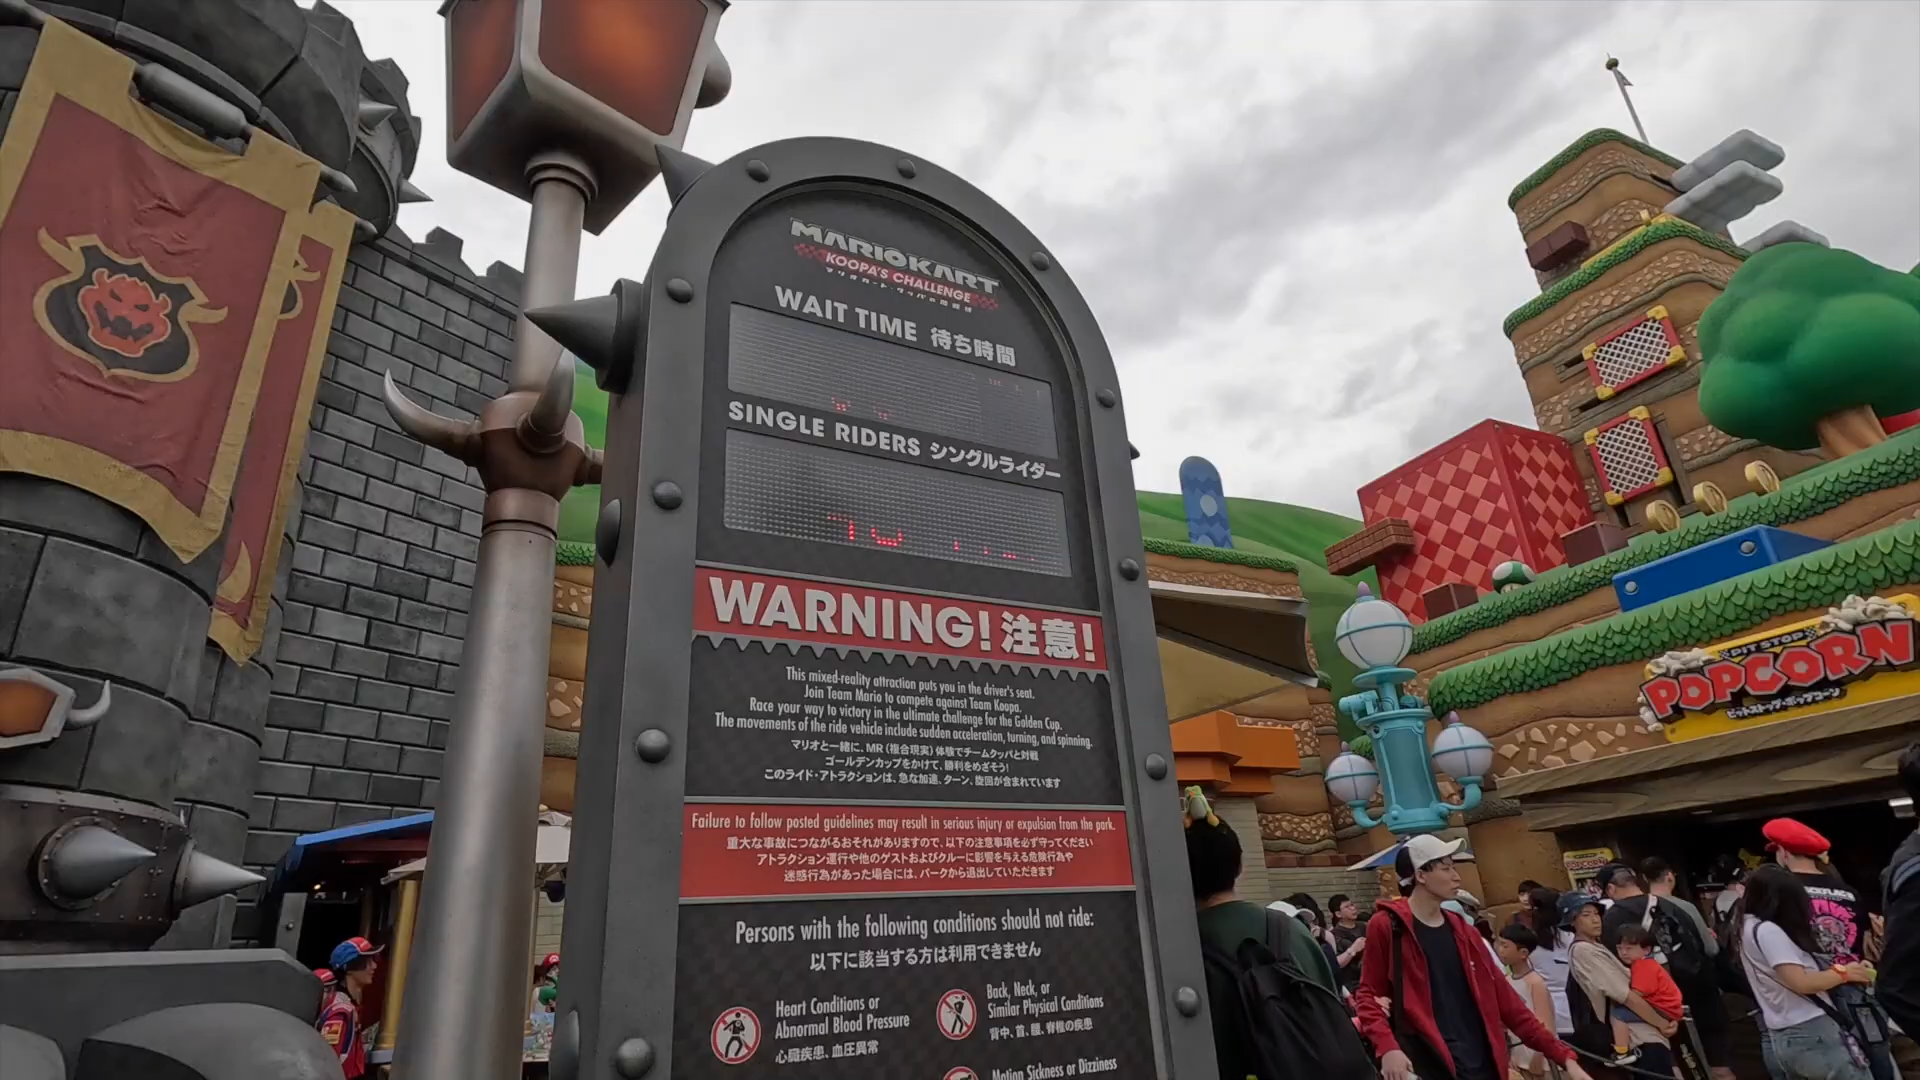 MARIOKART
KOOPA'S CHALLENGE
マリオカート・クッパの挑戦状
WAIT TIME 待ち時間
SINGLE RIDERS シングルライダー
WARNING! 注意!
This mixed-reality attraction puts you in the driver's seat.
Join Team Mario to compete against Team Koopa.
Race your way to victory in the ultimate challenge for the Golden Cup.
The movements of the ride vehicle include sudden acceleration, turning, and spinning.
マリオと一緒に、MR(複合現実)体験でチームクッパと対戦
ゴールデンカップをかけて、勝利をめざそう!
このライド・アトラクションは、急な加速、ターン、旋回が含まれています
Failure to follow posted guidelines may result in serious injury or expulsion from the park.
重大な事故につながるおそれがありますので、以下の注意事項を必ず守ってください
アトラクション運行や他のゲストおよびクルーに影響を与える危険行為や
迷惑行為があった場合には、パークから退出していただきます
Persons with the following conditions should not ride:
以下に該当する方は利用できません
Heart Conditions or
Abnormal Blood Pressure
心臓疾患、血圧異常
Back, Neck, or
Similar Physical Conditions
背中、首、腰、脊椎の疾患
Motion Sickness or Dizziness
PIT STOP
POPCORN
ピットストップ・ポップコーン
POPCORN